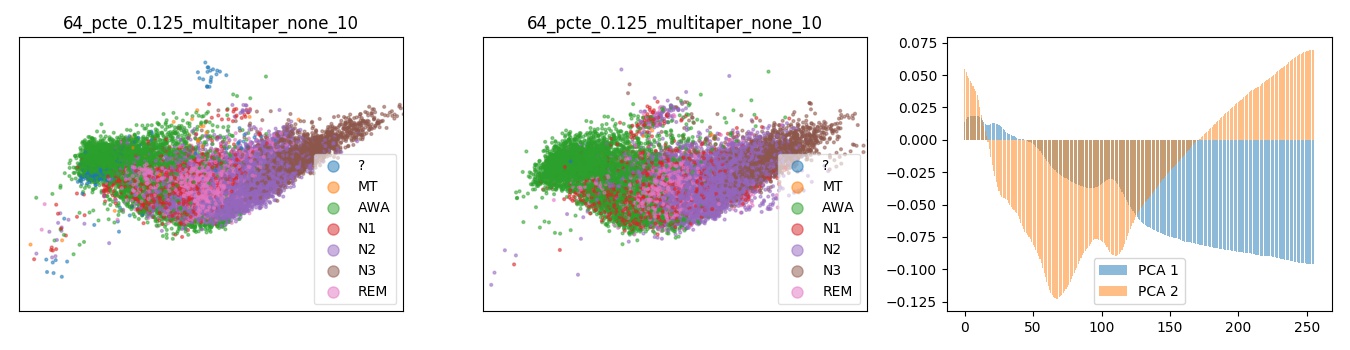 64_pcte_0.125_multitaper_none_10
?
MT
AWA
N1
N2
N3
REM
64_pcte_0.125_multitaper_none_10
?
MT
AWA
N1
N2
N3
REM
0.075
0.050
0.025
0.000
−0.025
−0.050
−0.075
−0.100
−0.125
PCA 1
PCA 2
0 50 100 150 200 250